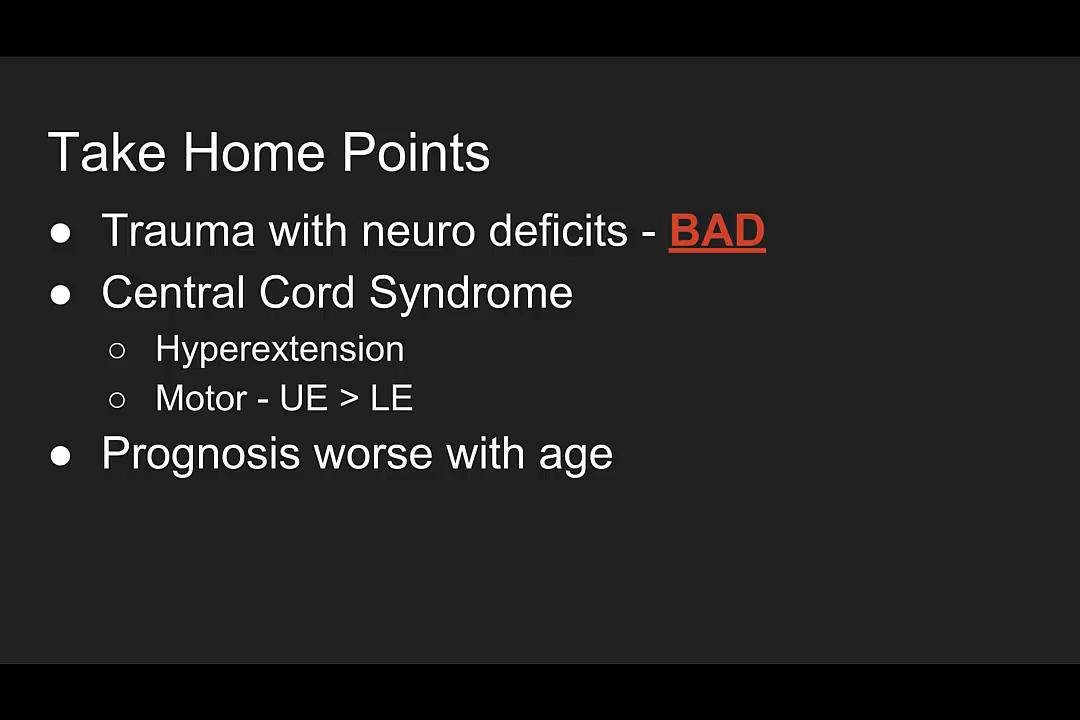 Take Home Points
● Trauma with neuro deficits - BAD
● Central Cord Syndrome
○ Hyperextension
○ Motor - UE > LE
● Prognosis worse with age